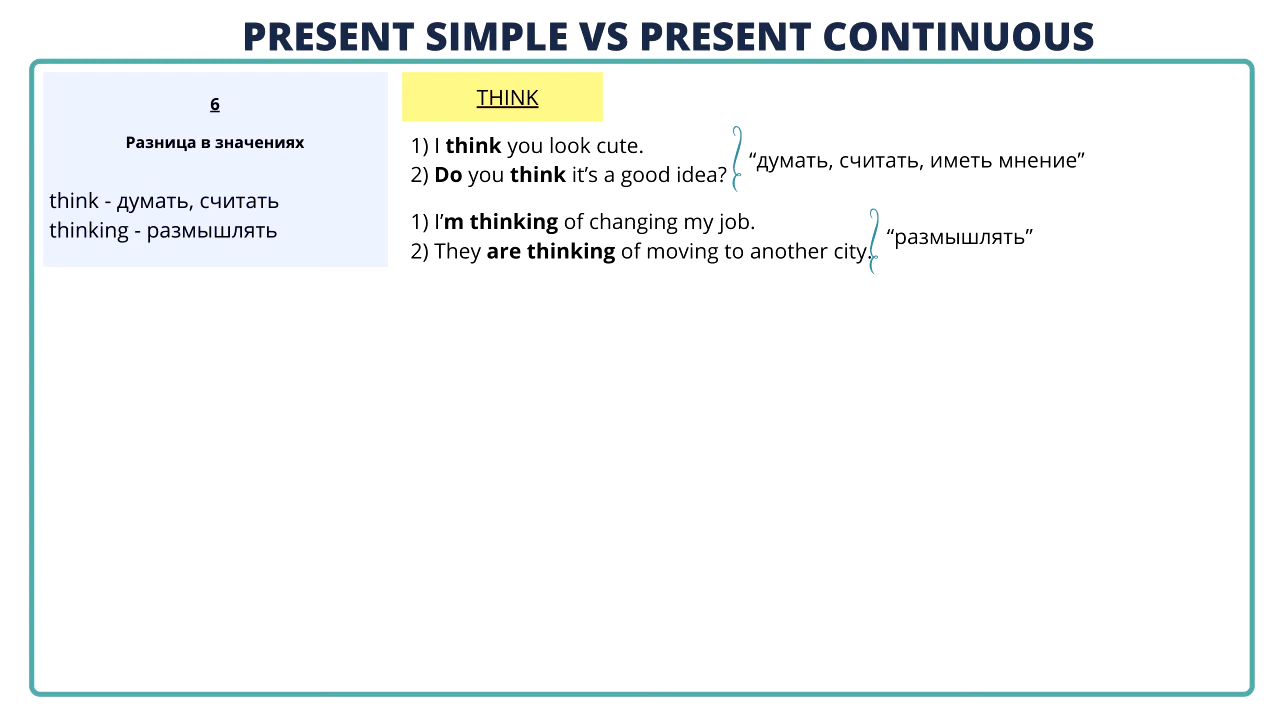 PRESENT SIMPLE VS PRESENT CONTINUOUS
6
Разница в значениях
think - думать, считать
thinking - размышлять
THINK
1) I think you look cute.
2) Do you think it’s a good idea?
“думать, считать, иметь мнение”
1) I’m thinking of changing my job.
2) They are thinking of moving to another city.
“размышлять”